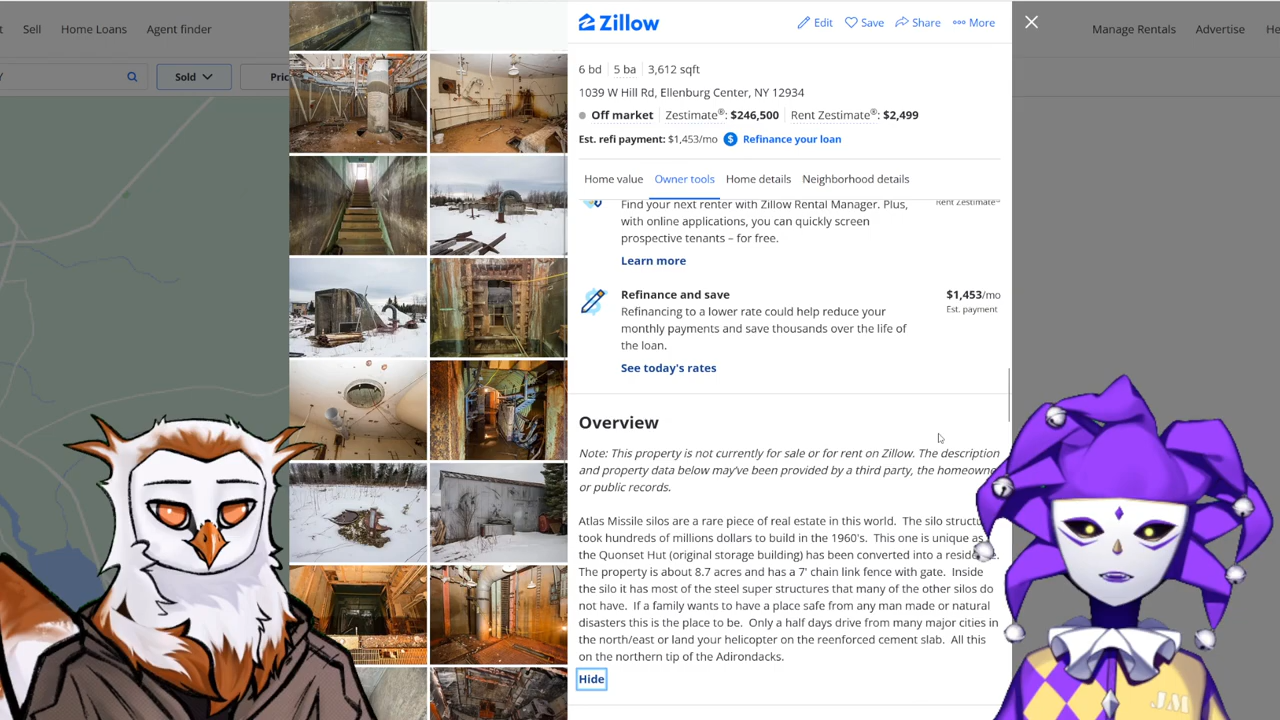 Sell
Home Loans
Agent finder
Zillow
Edit
Save
Share
More
Manage Rentals
Advertise
Sold
6 bd
5 ba
3,612 sqft
1039 W Hill Rd, Ellenburg Center, NY 12934
Off market
Zestimate®: $246,500
Rent Zestimate®: $2,499
Est. refi payment: $1,453/mo
$ Refinance your loan
Home value
Owner tools
Home details
Neighborhood details
Find your next renter with Zillow Rental Manager. Plus,
with online applications, you can quickly screen
prospective tenants – for free.
Rent Zestimate
Learn more
Refinance and save
$1,453/mo
Refinancing to a lower rate could help reduce your
Est. payment
monthly payments and save thousands over the life of
the loan.
See today's rates
Overview
Note: This property is not currently for sale or for rent on Zillow. The description
and property data below may've been provided by a third party, the homeowne
or public records.
Atlas Missile silos are a rare piece of real estate in this world. The silo structu
took hundreds of millions dollars to build in the 1960's. This one is unique as
the Quonset Hut (original storage building) has been converted into a reside
The property is about 8.7 acres and has a 7' chain link fence with gate. Inside
the silo it has most of the steel super structures that many of the other silos do
not have. If a family wants to have a place safe from any man made or natural
disasters this is the place to be. Only a half days drive from many major cities in
the north/east or land your helicopter on the reenforced cement slab. All this
on the northern tip of the Adirondacks.
Hide
JM